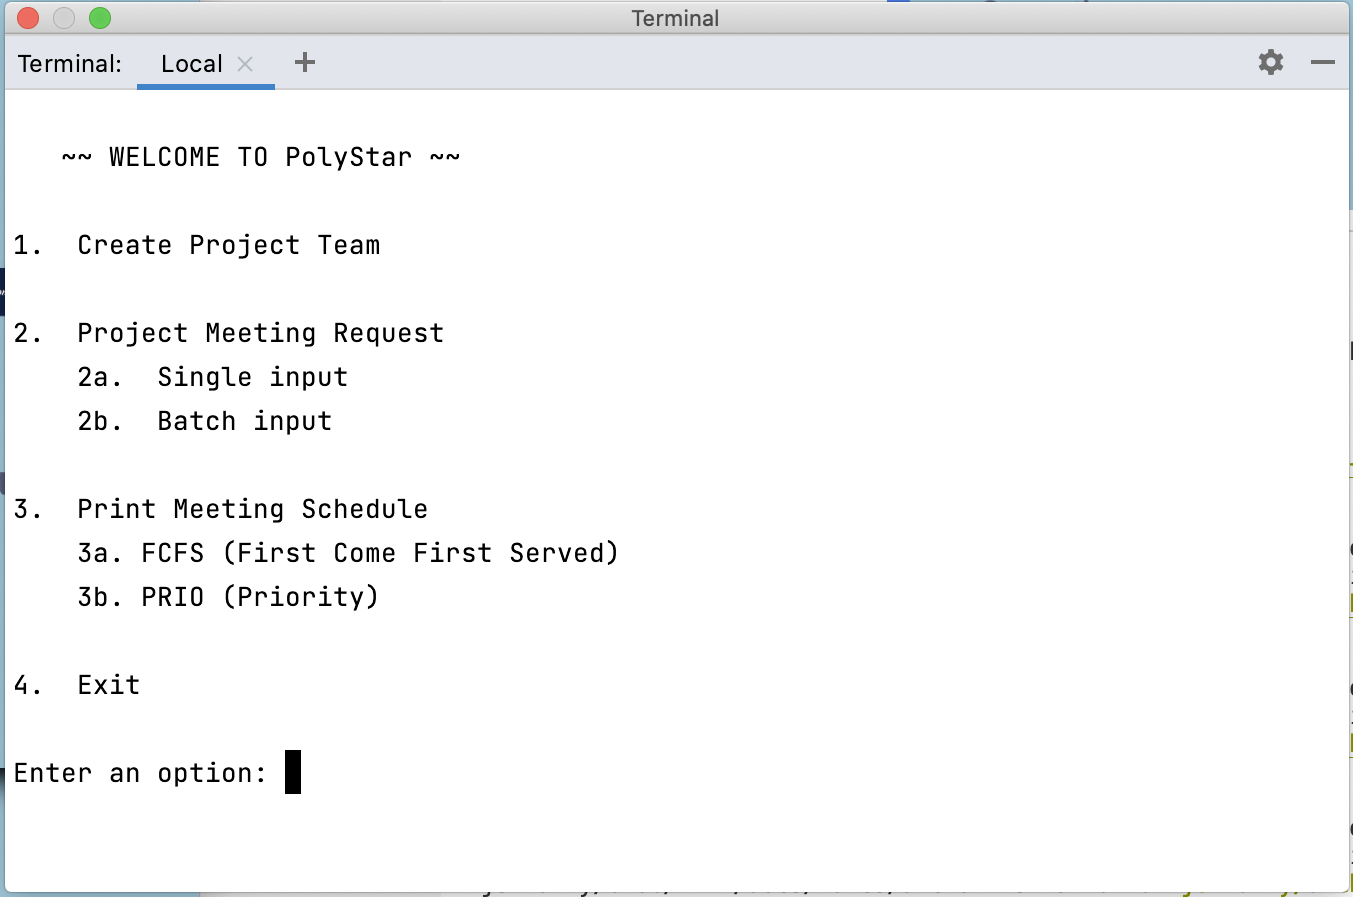 Terminal
Terminal: Local × +
~~ WELCOME TO PolyStar ~~
1. Create Project Team
2. Project Meeting Request
2a. Single input
2b. Batch input
3. Print Meeting Schedule
3a. FCFS (First Come First Served)
3b. PRIO (Priority)
4. Exit
Enter an option: